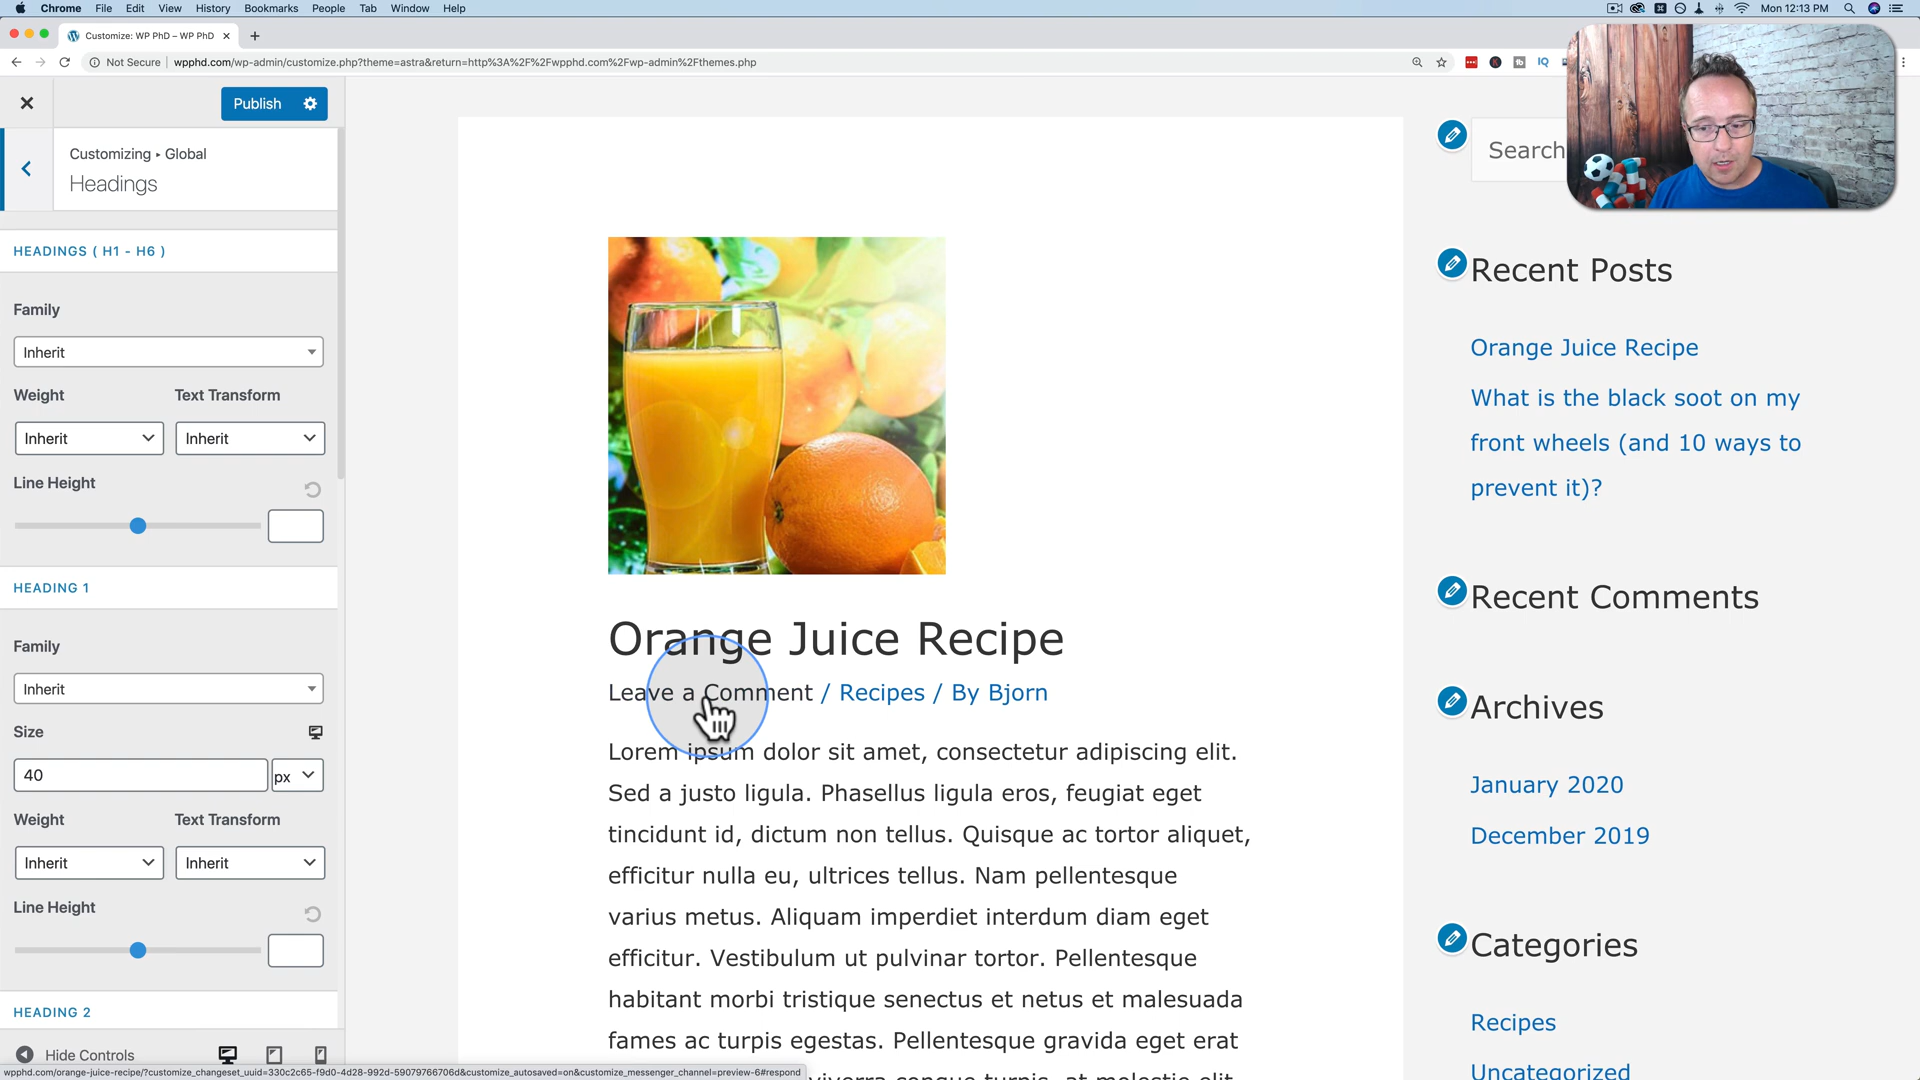 Chrome File Edit View History Bookmarks People Tab Window Help
Mon 12:13 PM
Customize: WP PhD – WP PhD
Not Secure wpphd.com/wp-admin/customize.php?theme=astra&return=http%3A%2F%2Fwpphd.com%2Fwp-admin%2Fthemes.php
IQ
Publish
Customizing ▸ Global
Headings
HEADINGS ( H1 - H6 )
Family
Inherit
Weight Text Transform
Inherit Inherit
Line Height
HEADING 1
Family
Inherit
Size
40 px
Weight Text Transform
Inherit Inherit
Line Height
HEADING 2
Hide Controls
wpphd.com/orange-juice-recipe/?customize_changeset_uuid=330c2c65-f9d0-4d28-992d-59079766706d&customize_autosaved=on&customize_messenger_channel=preview-6#respond
Orange Juice Recipe
Leave a Comment / Recipes / By Bjorn
Lorem ipsum dolor sit amet, consectetur adipiscing elit.
Sed a justo ligula. Phasellus ligula eros, feugiat eget
tincidunt id, dictum non tellus. Quisque ac tortor aliquet,
efficitur nulla eu, ultrices tellus. Nam pellentesque
varius metus. Aliquam imperdiet interdum diam eget
efficitur. Vestibulum ut pulvinar tortor. Pellentesque
habitant morbi tristique senectus et netus et malesuada
fames ac turpis egestas. Pellentesque gravida eget erat
viverra congue turpis, at molestie elit
Search
Recent Posts
Orange Juice Recipe
What is the black soot on my
front wheels (and 10 ways to
prevent it)?
Recent Comments
Archives
January 2020
December 2019
Categories
Recipes
Uncategorized